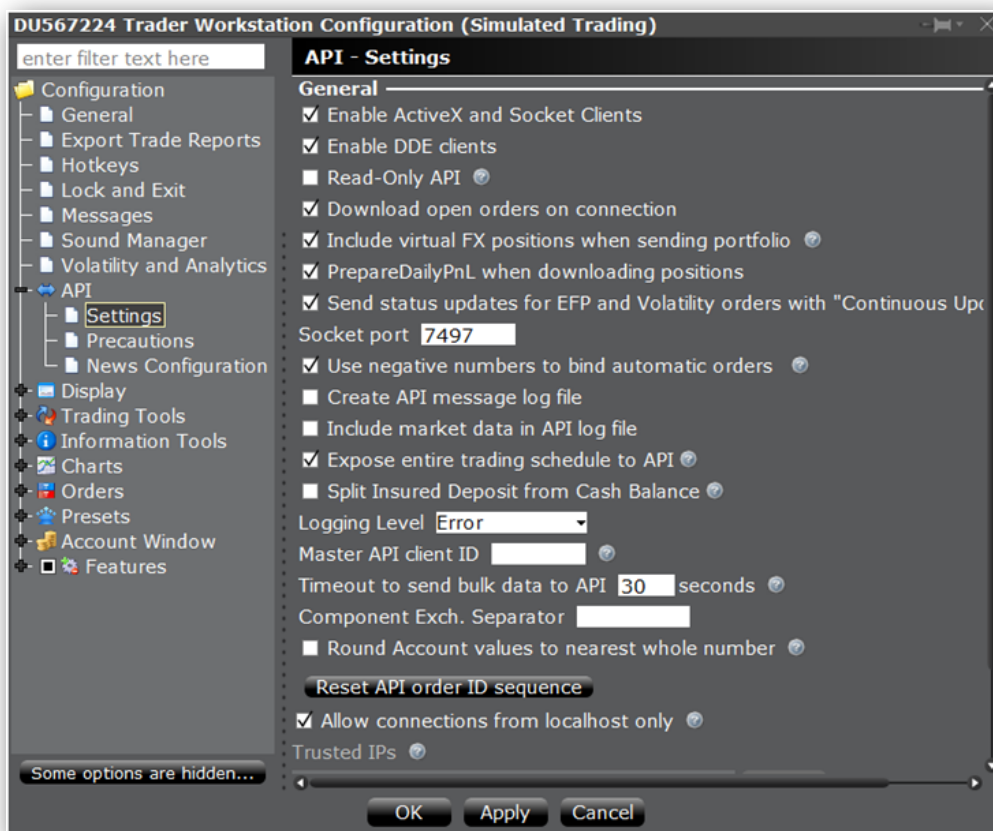 DU567224 Trader Workstation Configuration (Simulated Trading)
enter filter text here
Configuration
General
Export Trade Reports
Hotkeys
Lock and Exit
Messages
Sound Manager
Volatility and Analytics
API
Settings
Precautions
News Configuration
Display
Trading Tools
Information Tools
Charts
Orders
Presets
Account Window
Features
Some options are hidden...
API - Settings
General
Enable ActiveX and Socket Clients
Enable DDE clients
Read-Only API
Download open orders on connection
Include virtual FX positions when sending portfolio
PrepareDailyPnL when downloading positions
Send status updates for EFP and Volatility orders with "Continuous Upd
Socket port 7497
Use negative numbers to bind automatic orders
Create API message log file
Include market data in API log file
Expose entire trading schedule to API
Split Insured Deposit from Cash Balance
Logging Level Error
Master API client ID
Timeout to send bulk data to API 30 seconds
Component Exch. Separator
Round Account values to nearest whole number
Reset API order ID sequence
Allow connections from localhost only
Trusted IPs
OK Apply Cancel